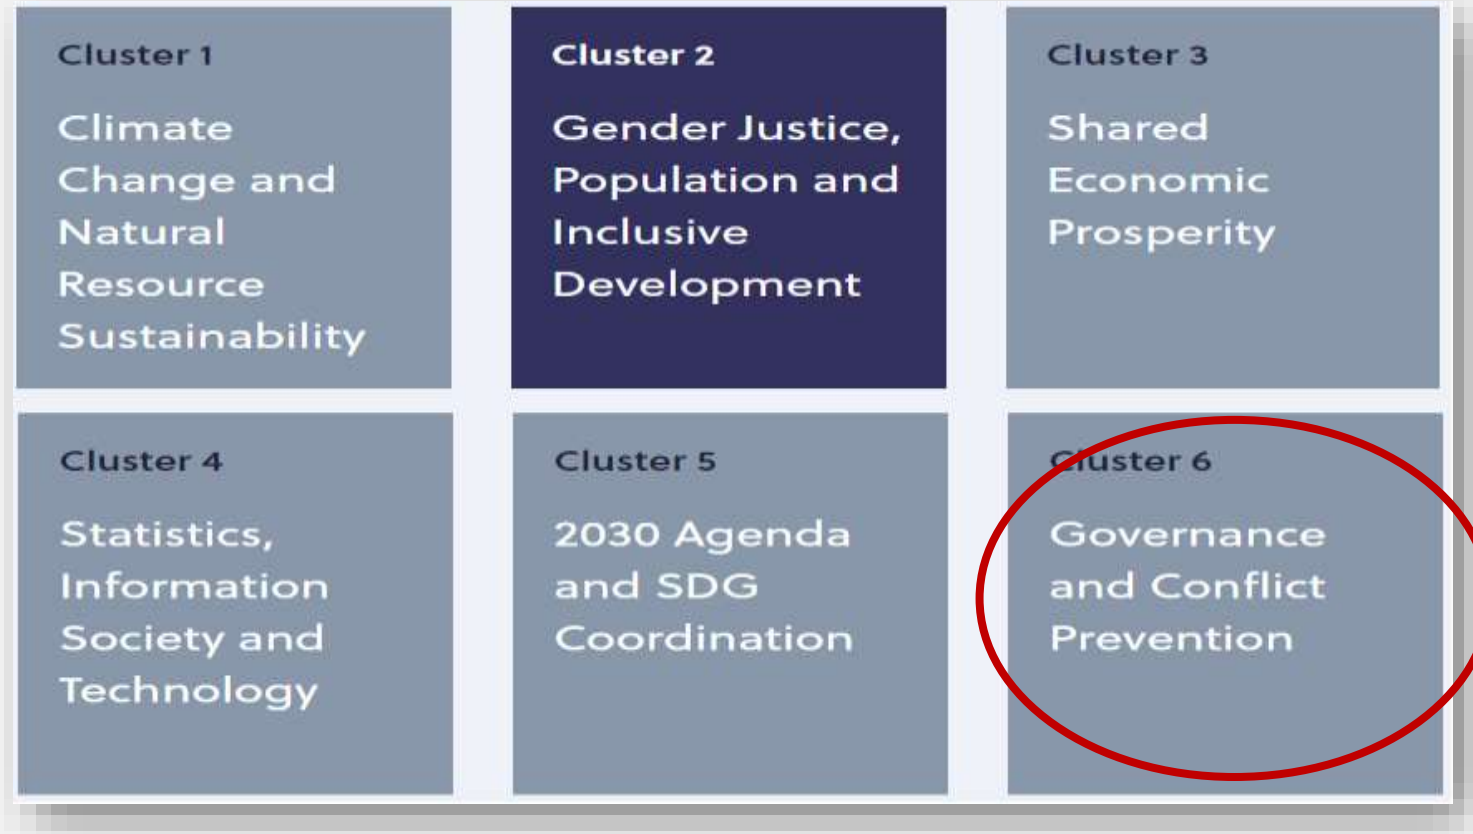 Cluster 1
Climate
Change and
Natural
Resource
Sustainability
Cluster 2
Gender Justice,
Population and
Inclusive
Development
Cluster 3
Shared
Economic
Prosperity
Cluster 4
Statistics,
Information
Society and
Technology
Cluster 5
2030 Agenda
and SDG
Coordination
Cluster 6
Governance
and Conflict
Prevention